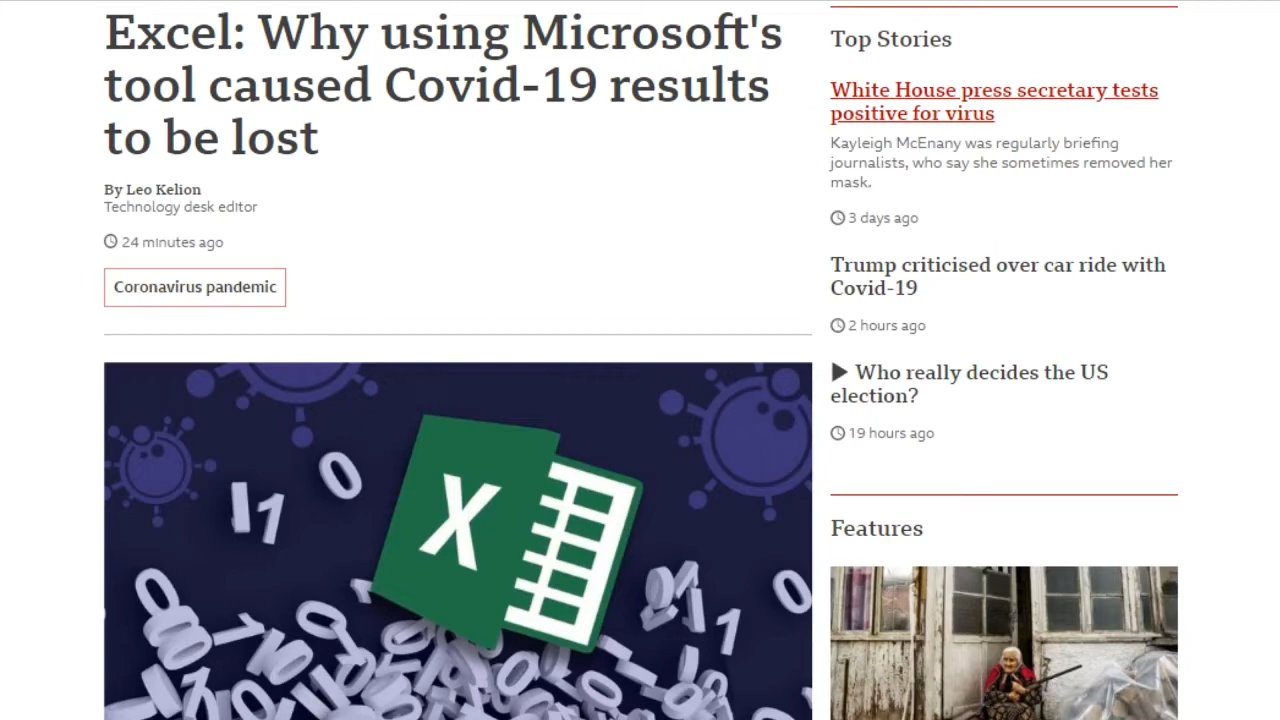 Excel: Why using Microsoft's
tool caused Covid-19 results
to be lost
By Leo Kelion
Technology desk editor
24 minutes ago
Coronavirus pandemic
Top Stories
White House press secretary tests
positive for virus
Kayleigh McEnany was regularly briefing
journalists, who say she sometimes removed her
mask.
3 days ago
Trump criticised over car ride with
Covid-19
2 hours ago
Who really decides the US
election?
19 hours ago
Features
X